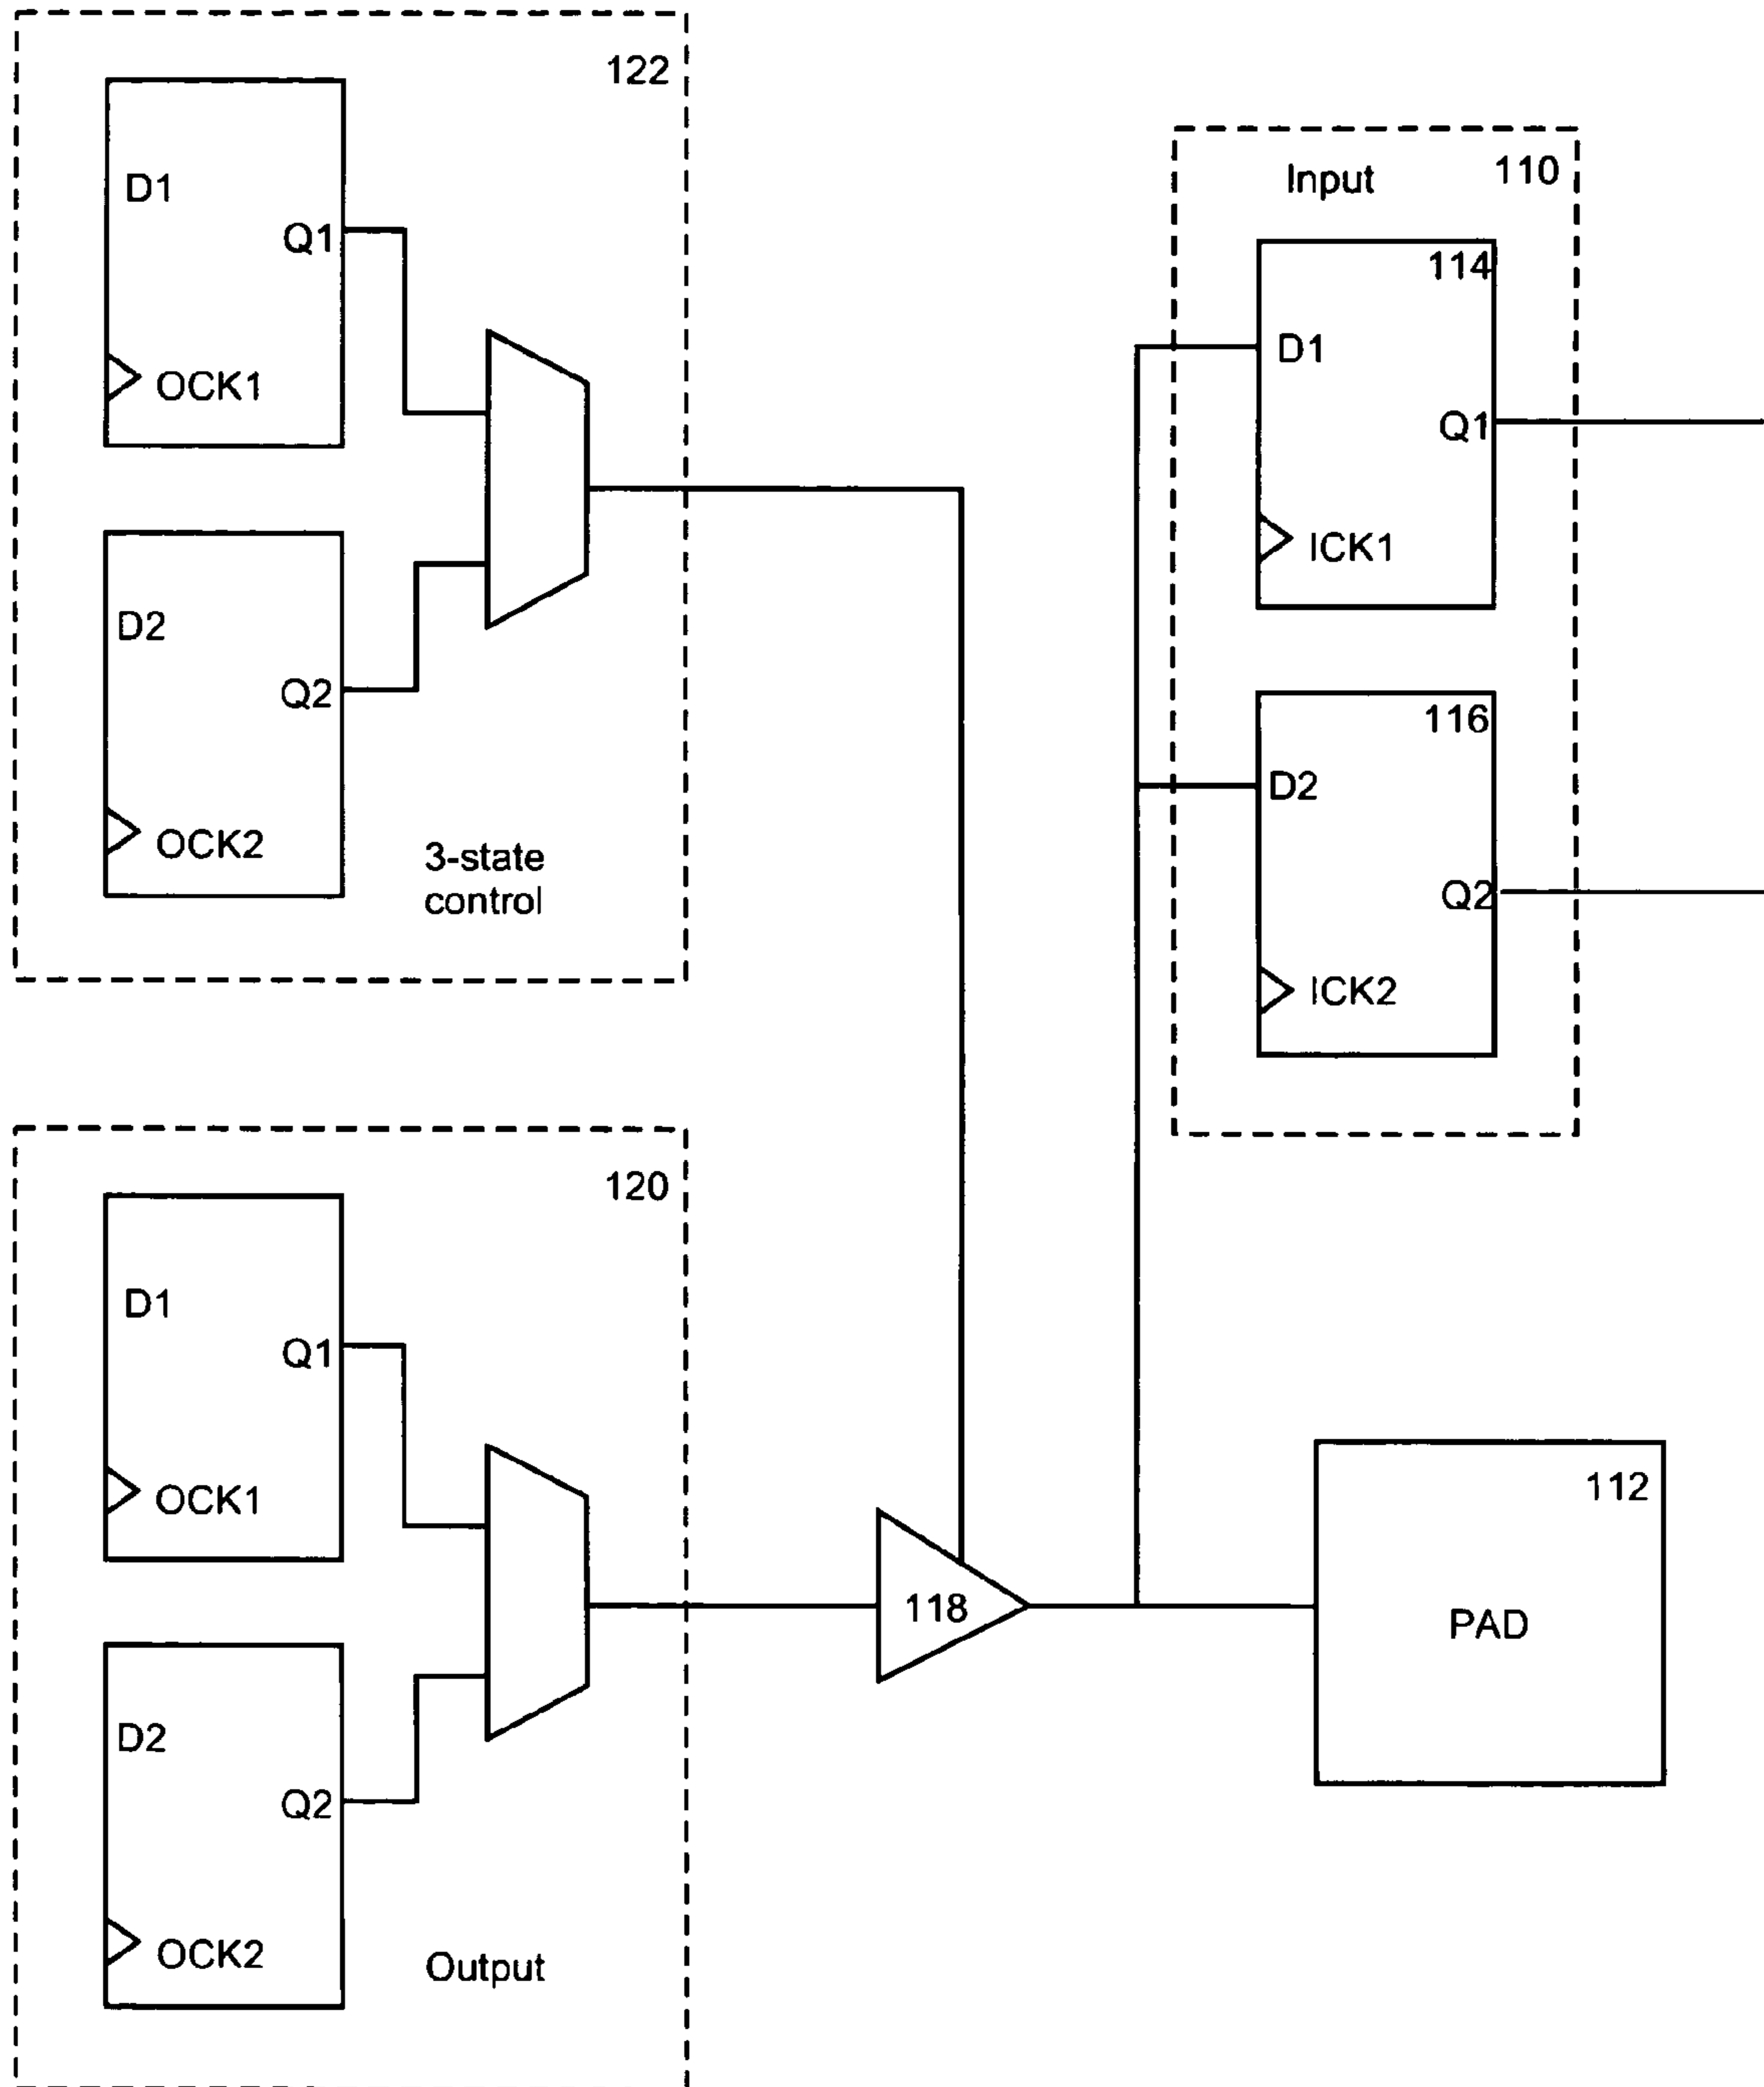 122
D1
Q1
OCK1
D2
Q2
OCK2
3-state
control
Input
110
114
D1
Q1
ICK1
116
D2
Q2
ICK2
120
D1
Q1
OCK1
D2
Q2
OCK2
Output
118
112
PAD